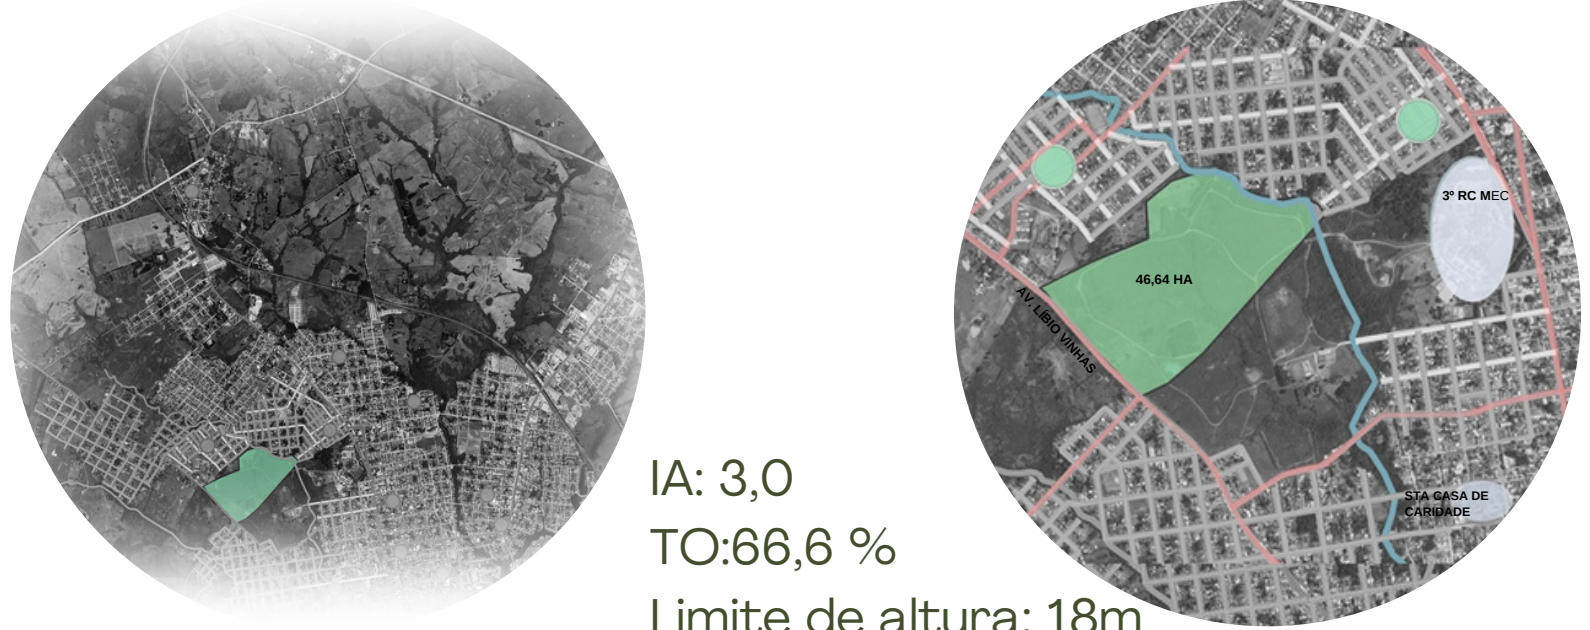 3º RC MEC
46,64 HA
AV. LÍBIO VINHAS
IA: 3,0
TO:66,6 %
Limite de altura: 18m
STA CASA DE
CARIDADE